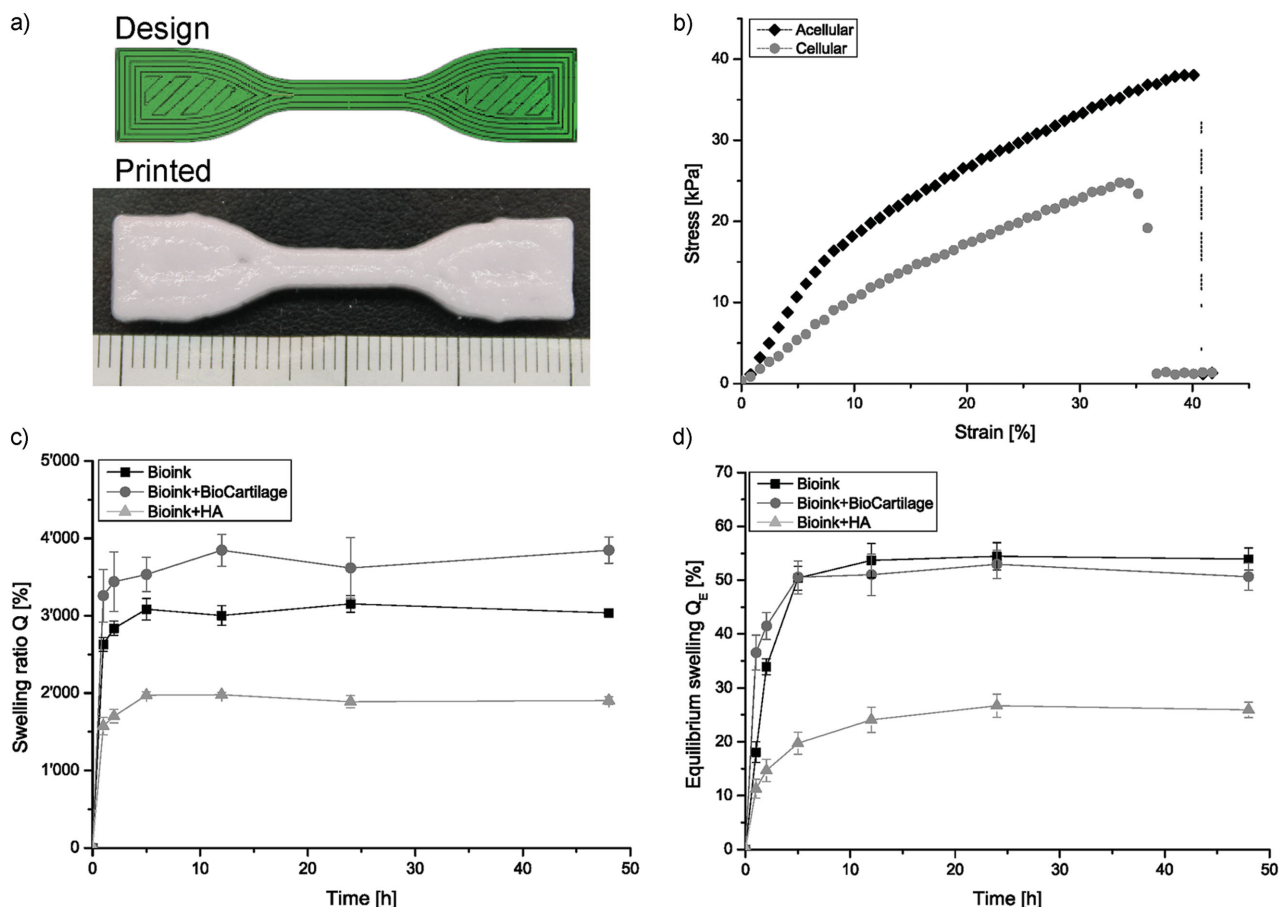 a)
Design
Printed
b)
Acellular
Cellular
40
30
20
10
0
Stress [kPa]
0
10
20
30
40
Strain [%]
c)
Bioink
Bioink+BioCartilage
Bioink+HA
5'000
4'000
3'000
2'000
1'000
0
Swelling ratio Q [%]
0
10
20
30
40
50
Time [h]
d)
Bioink
Bioink+BioCartilage
Bioink+HA
70
60
50
40
30
20
10
0
Equilibrium swelling QE [%]
0
10
20
30
40
50
Time [h]